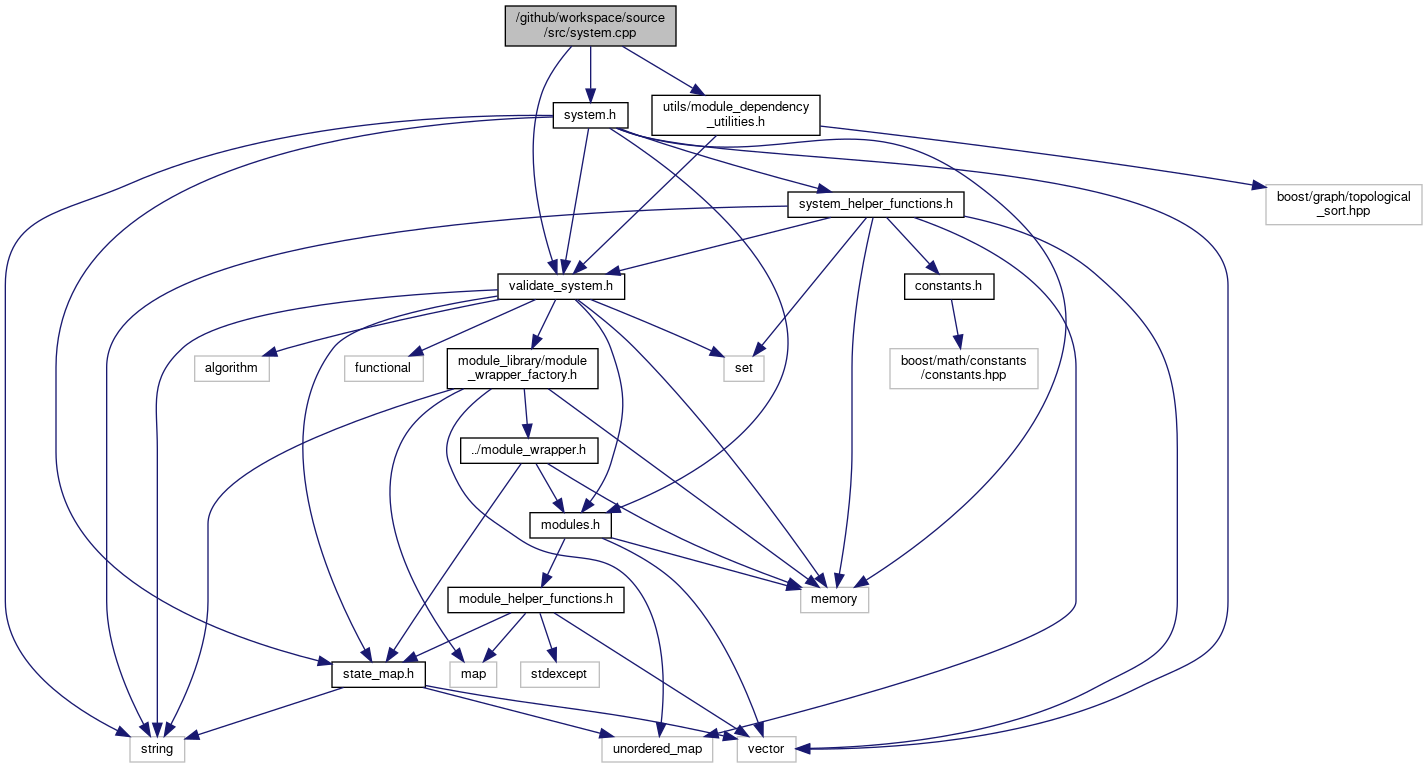 /github/workspace/source
/src/system.cpp
system.h
utils/module_dependency
_utilities.h
boost/graph/topological
_sort.hpp
system_helper_functions.h
validate_system.h
constants.h
algorithm
functional
module_library/module
_wrapper_factory.h
set
boost/math/constants
/constants.hpp
../module_wrapper.h
modules.h
module_helper_functions.h
memory
state_map.h
map
stdexcept
string
unordered_map
vector